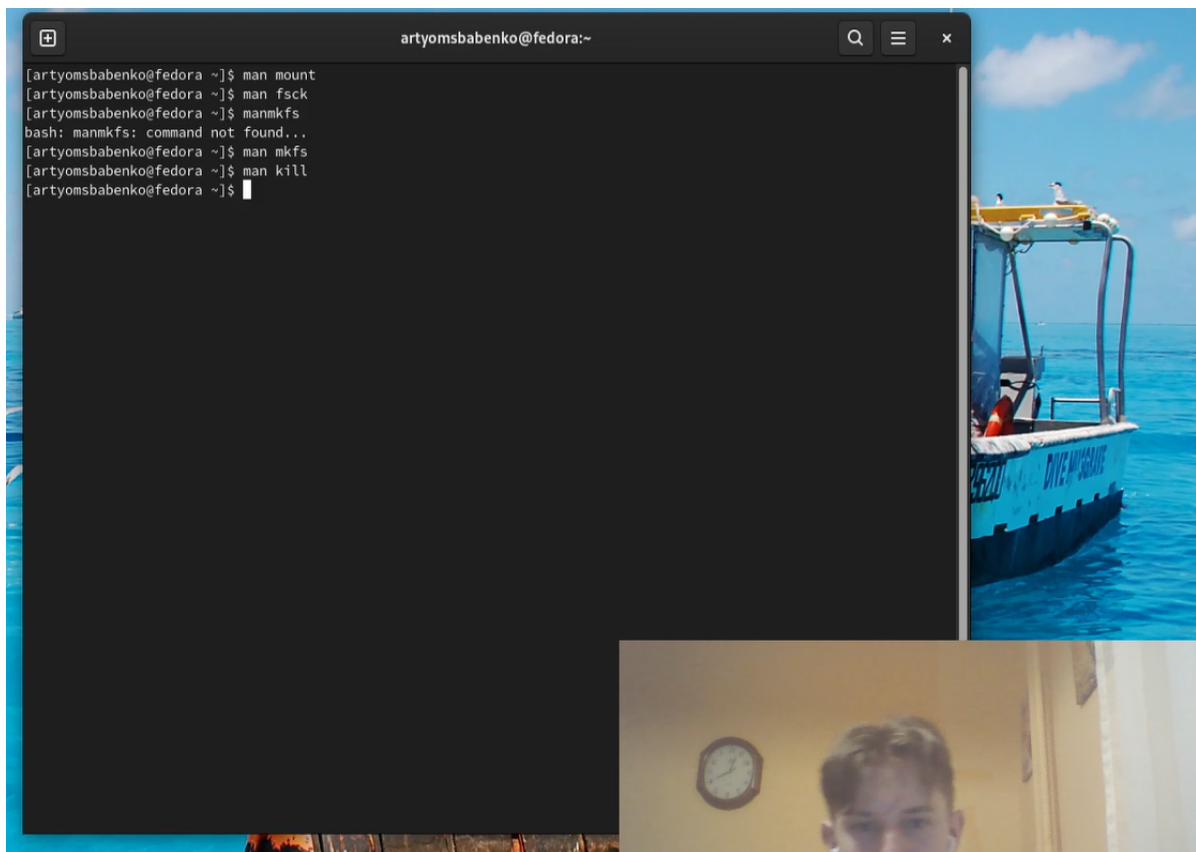 artyomsbabenko@fedora:~
[artyomsbabenko@fedora ~]$ man mount
[artyomsbabenko@fedora ~]$ man fsck
[artyomsbabenko@fedora ~]$ manmkfs
bash: manmkfs: command not found...
[artyomsbabenko@fedora ~]$ man mkfs
[artyomsbabenko@fedora ~]$ man kill
[artyomsbabenko@fedora ~]$
DIVE MUSGRAVE